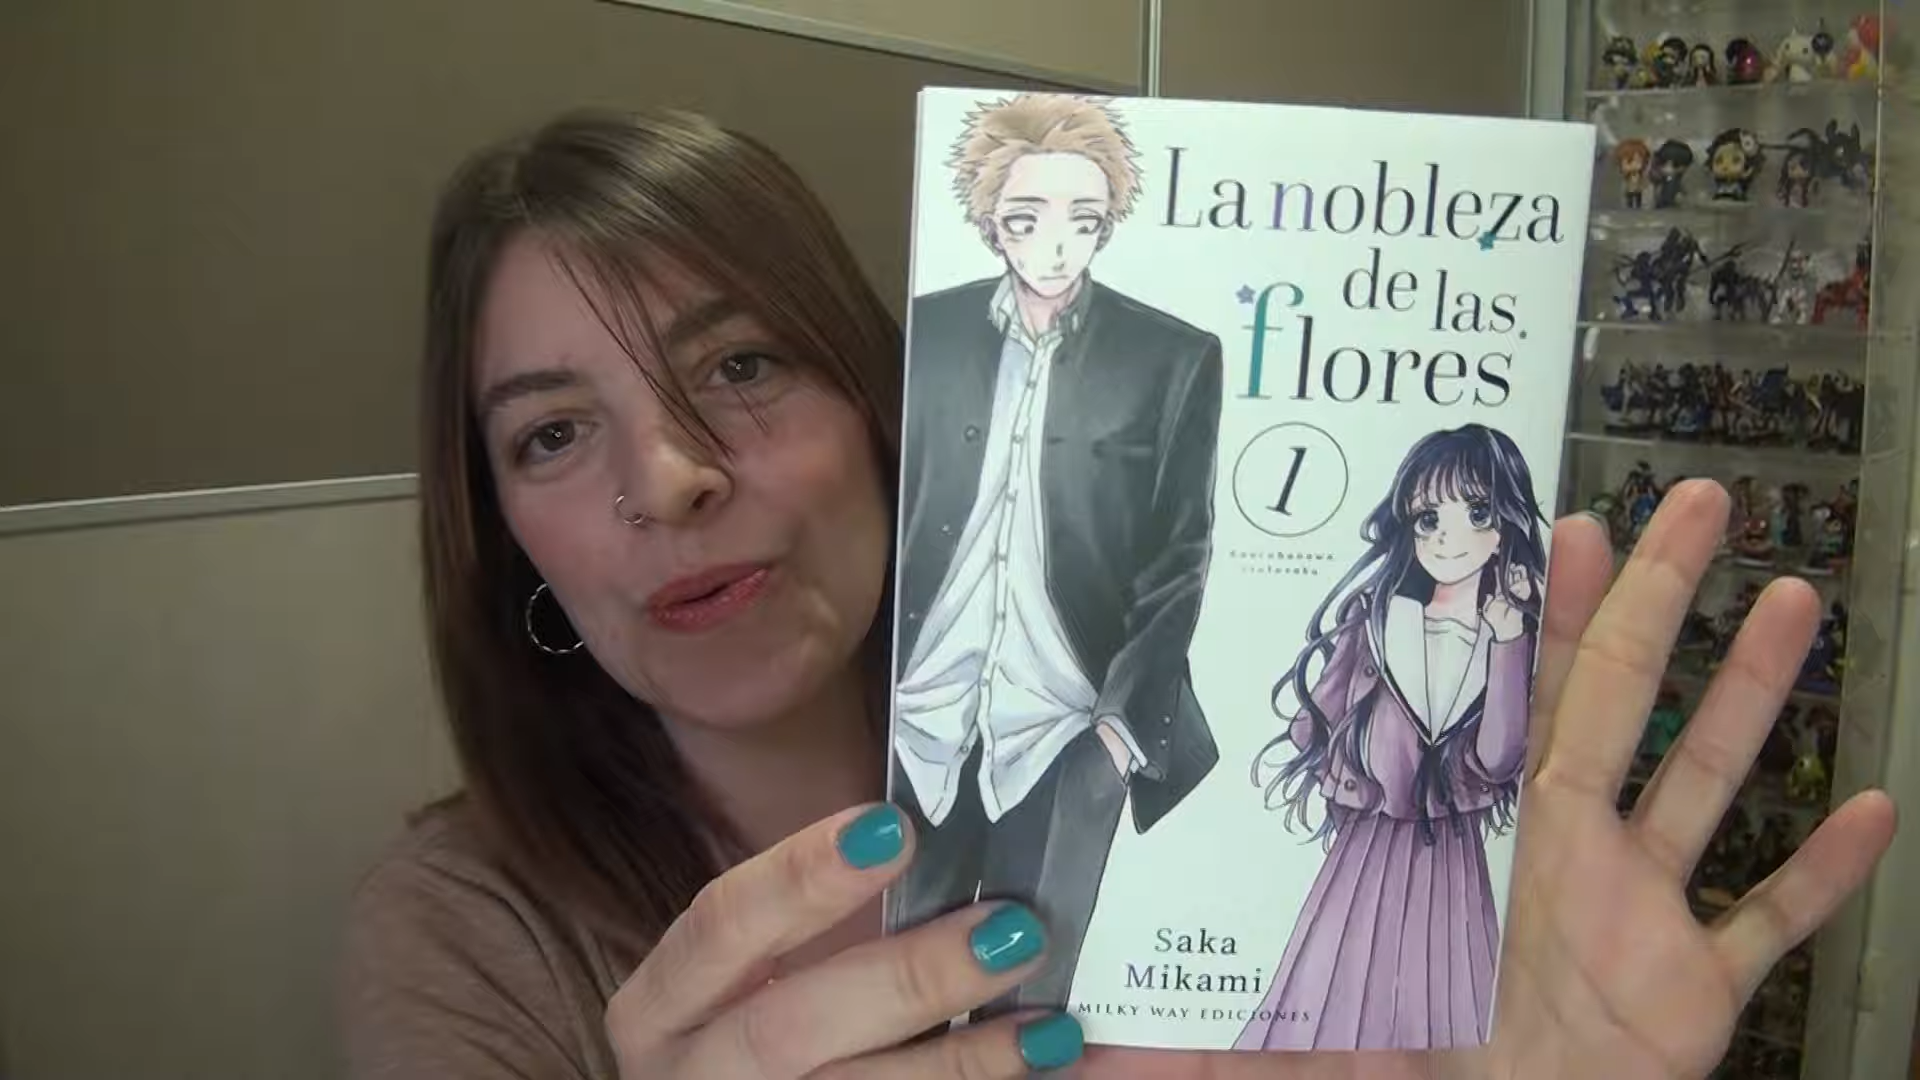 La nobleza
de las
flores
1
Saka
Mikami
MILKY WAY EDICIONES